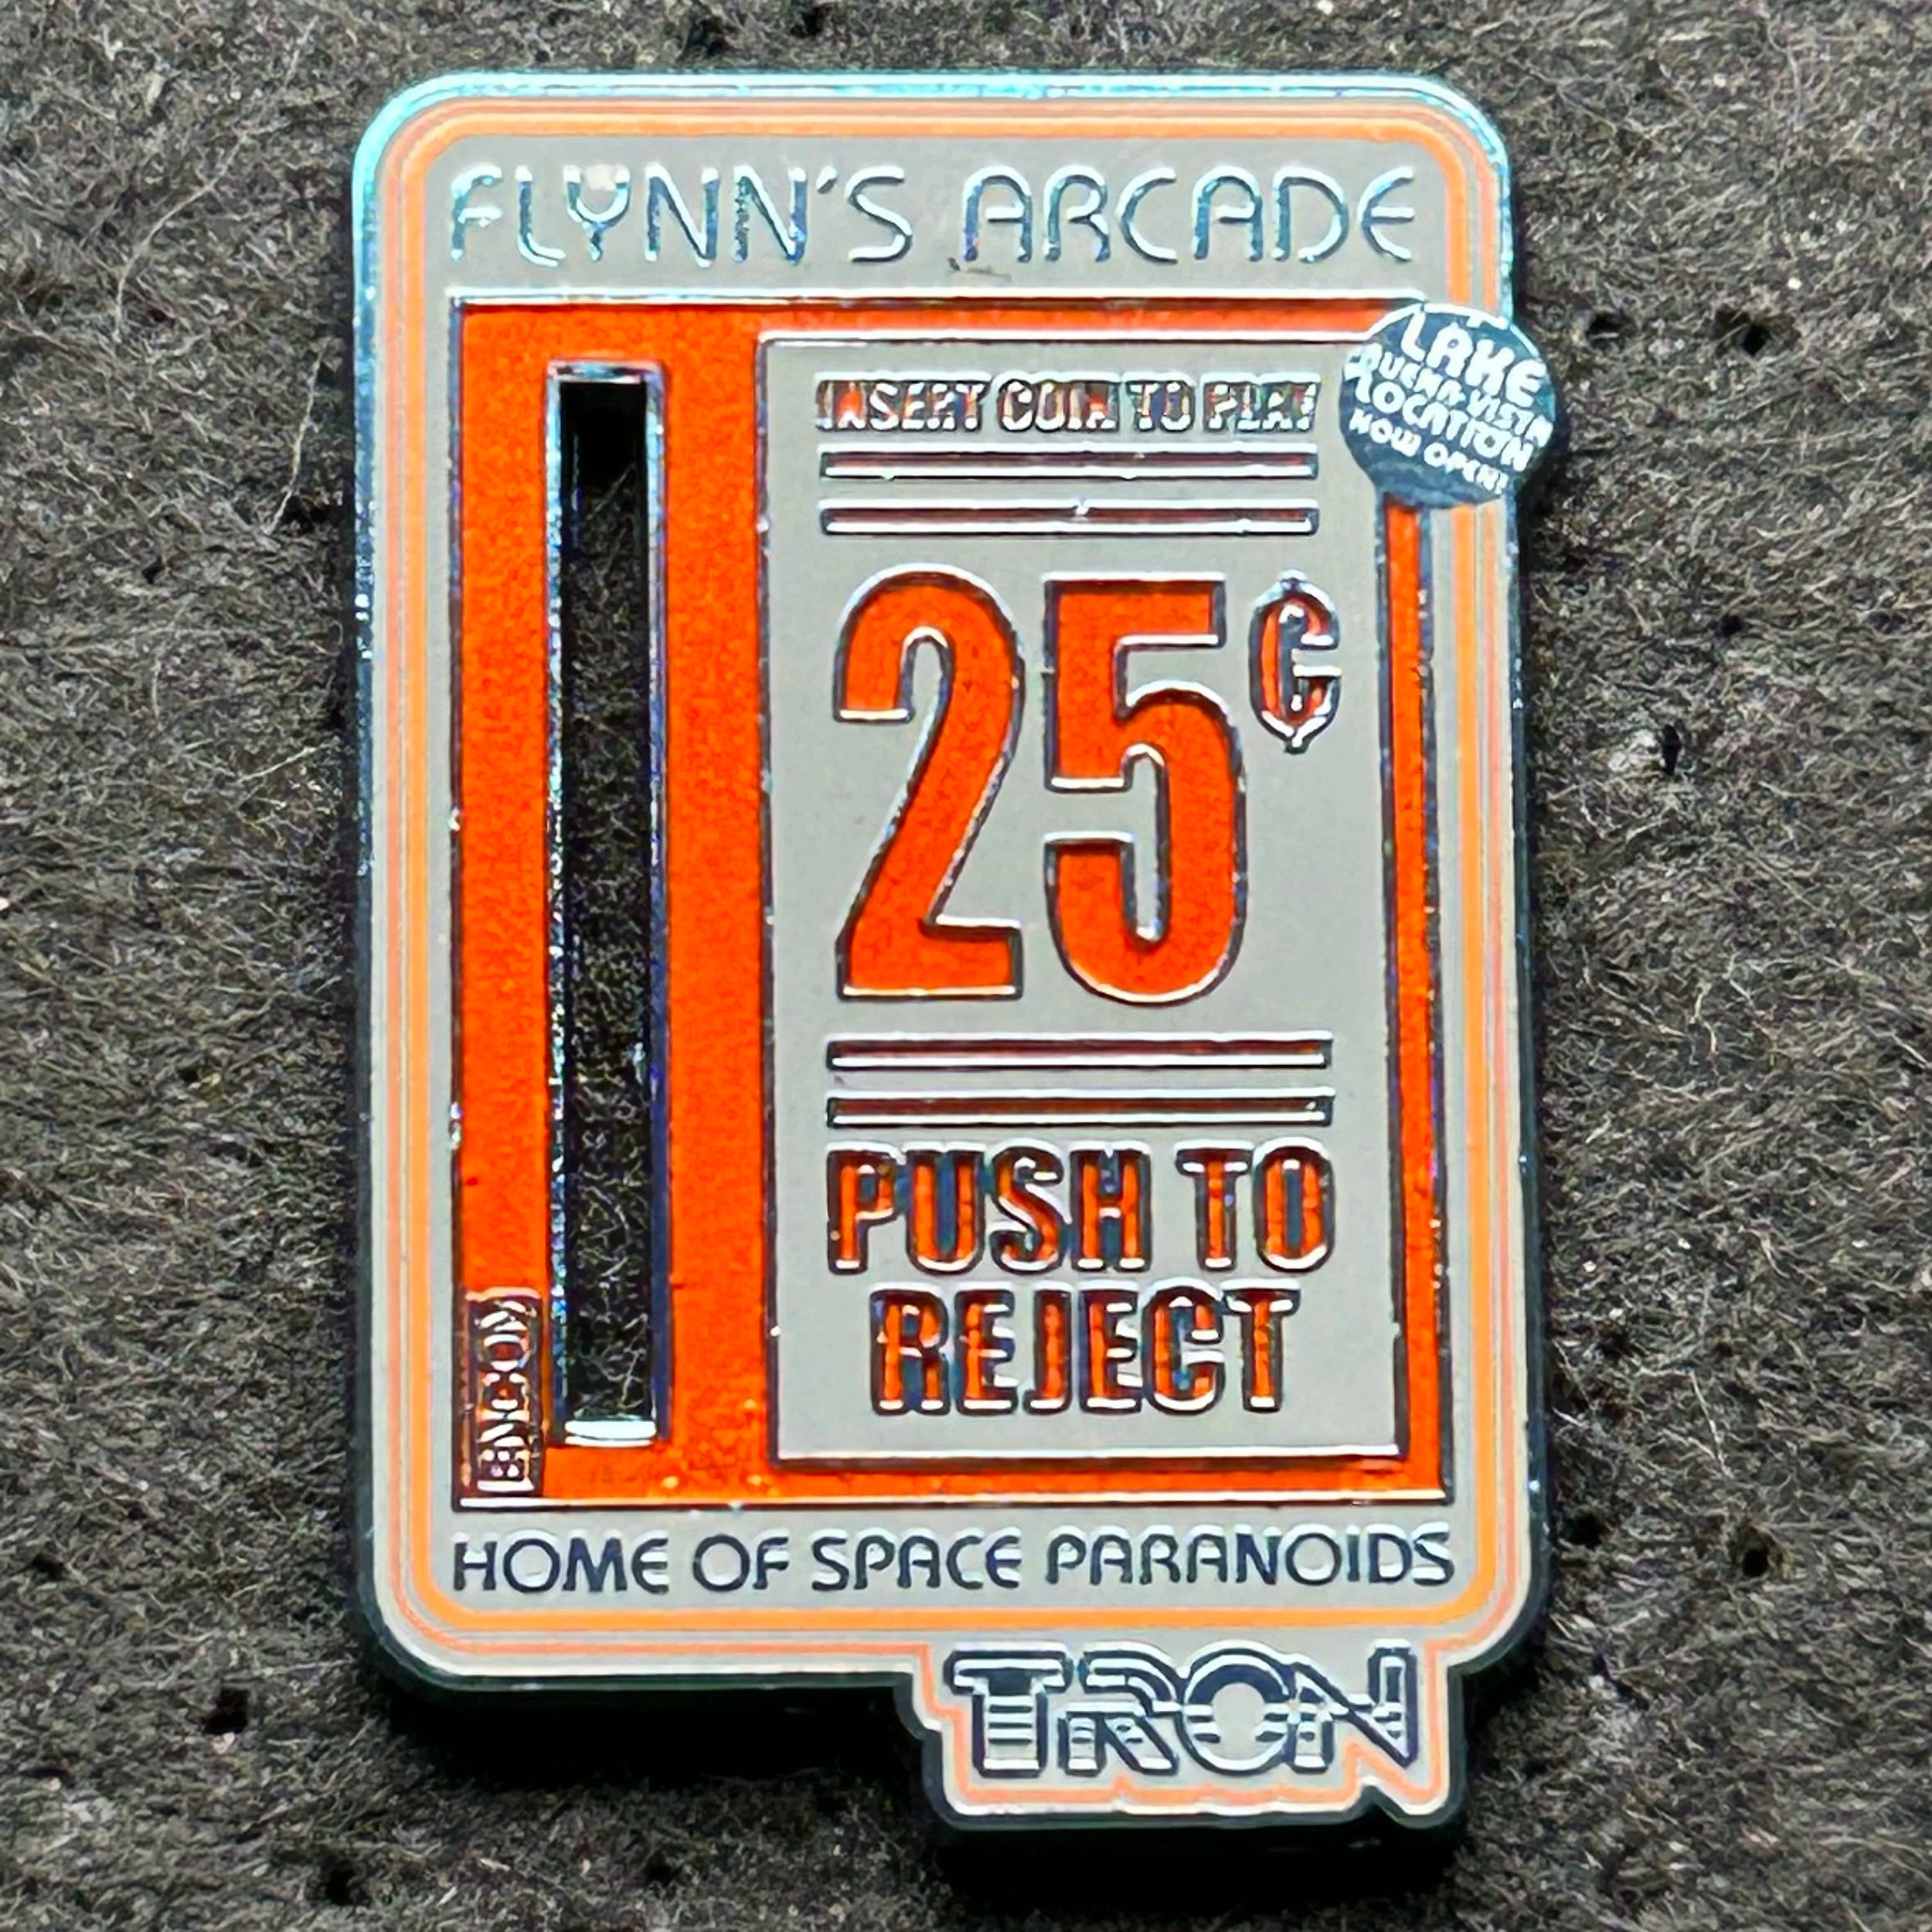 FLYNN'S ARCADE
LAKE
BUENA VISTA
LOCATION
NOW OPEN!
INSERT COIN TO PLAY
25¢
PUSH TO
REJECT
ENCOM
HOME OF SPACE PARANOIDS
TRON